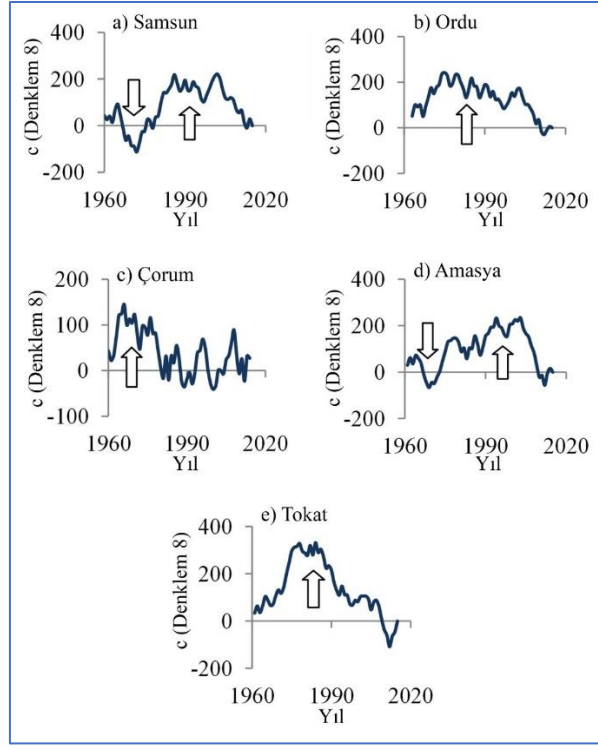 a) Samsun
c (Denklem 8)
400
200
0
-200
1960
1990
2020
Yıl
b) Ordu
c (Denklem 8)
400
200
0
-200
1960
1990
2020
Yıl
c) Çorum
c (Denklem 8)
200
100
0
-100
1960
1990
2020
Yıl
d) Amasya
c (Denklem 8)
400
200
0
-200
1960
1990
2020
Yıl
e) Tokat
c (Denklem 8)
400
200
0
-200
1960
1990
2020
Yıl